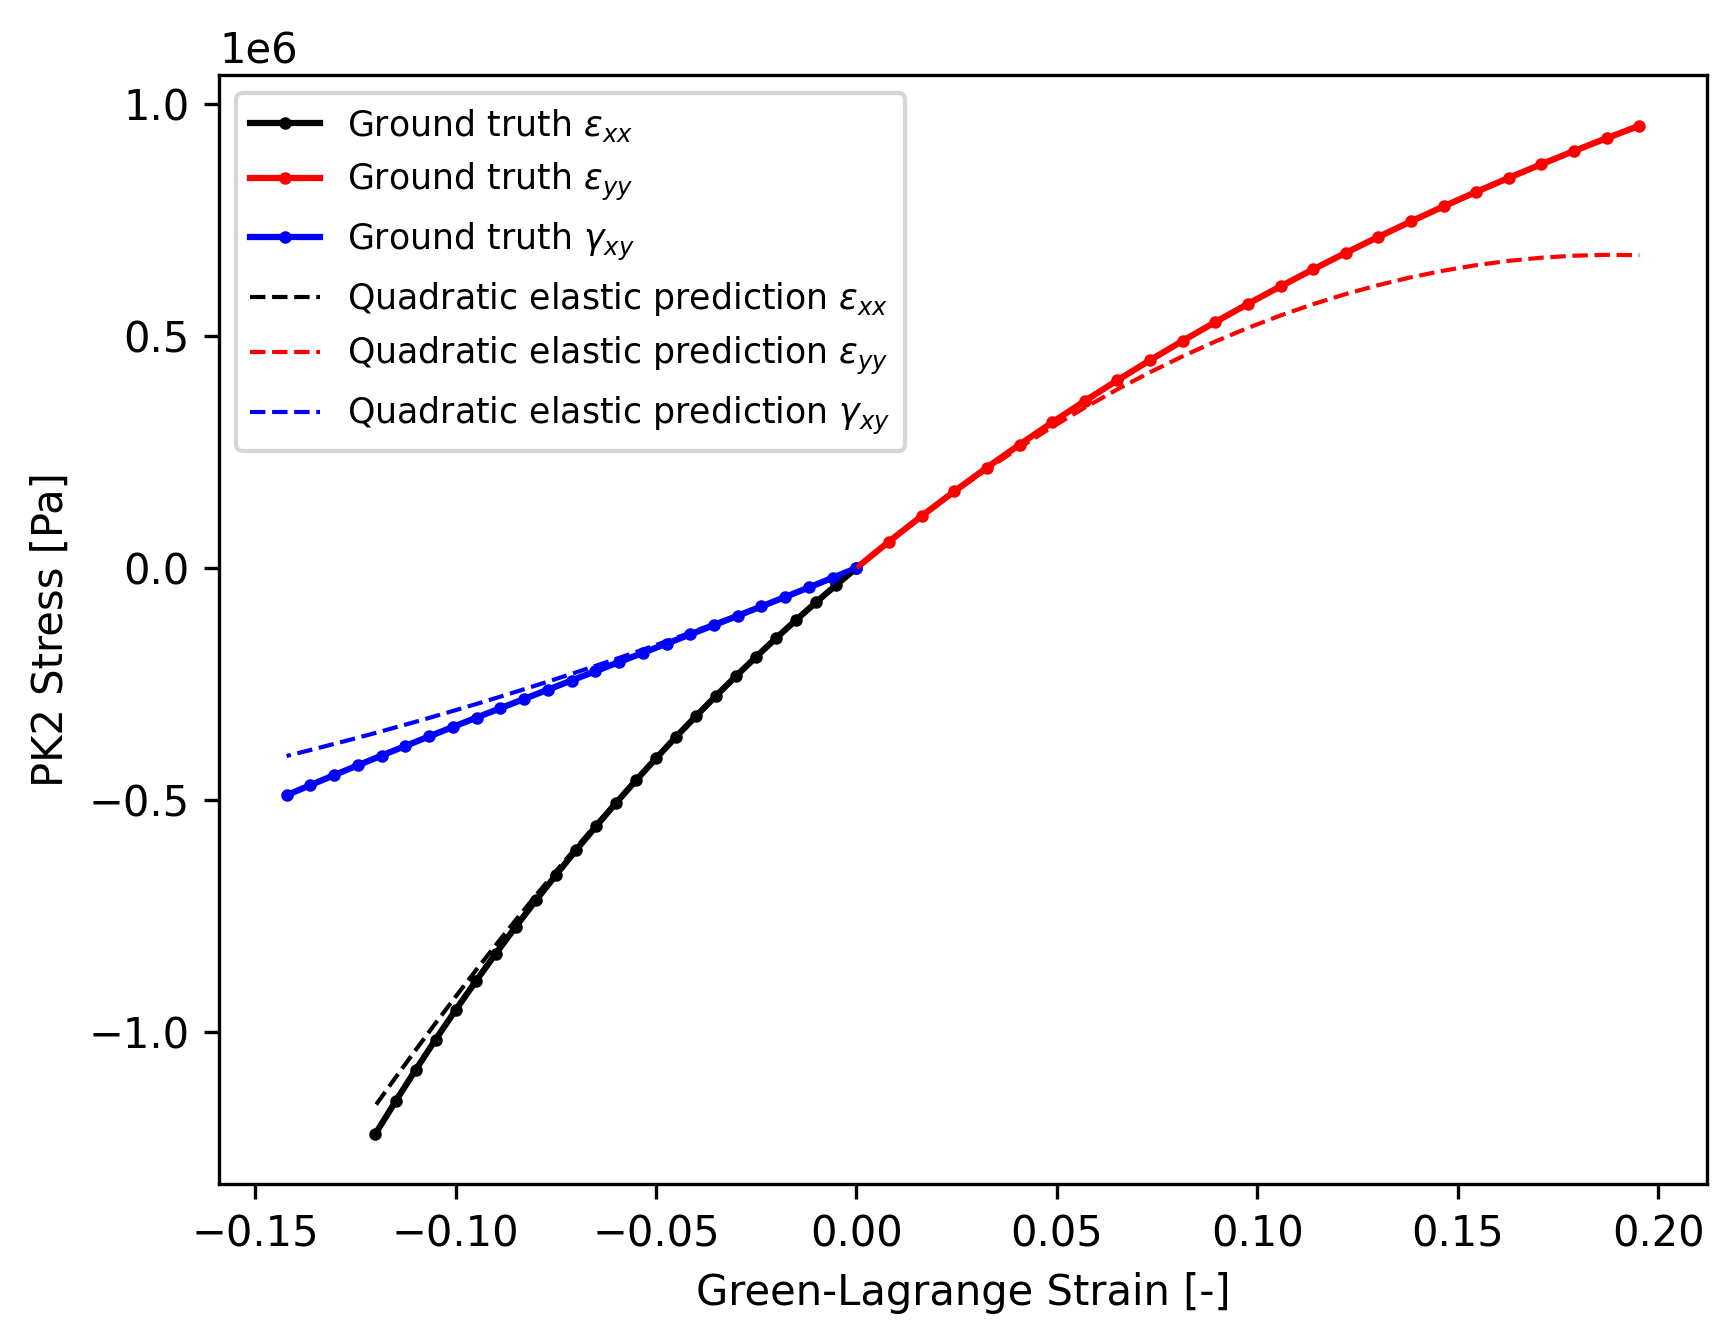 1e6
1.0
0.5
0.0
−0.5
−1.0
PK2 Stress [Pa]
Ground truth εxx
Ground truth εyy
Ground truth γxy
Quadratic elastic prediction εxx
Quadratic elastic prediction εyy
Quadratic elastic prediction γxy
−0.15 −0.10 −0.05 0.00 0.05 0.10 0.15 0.20
Green-Lagrange Strain [-]